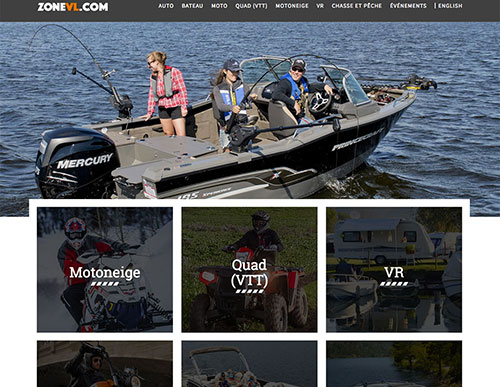 ZONEVL.COM
AUTO BATEAU MOTO QUAD (VTT) MOTONEIGE VR CHASSE ET PÊCHE ÉVÉNEMENTS | ENGLISH
MERCURY
PRINCECRAFT
Motoneige
Quad
(VTT)
VR